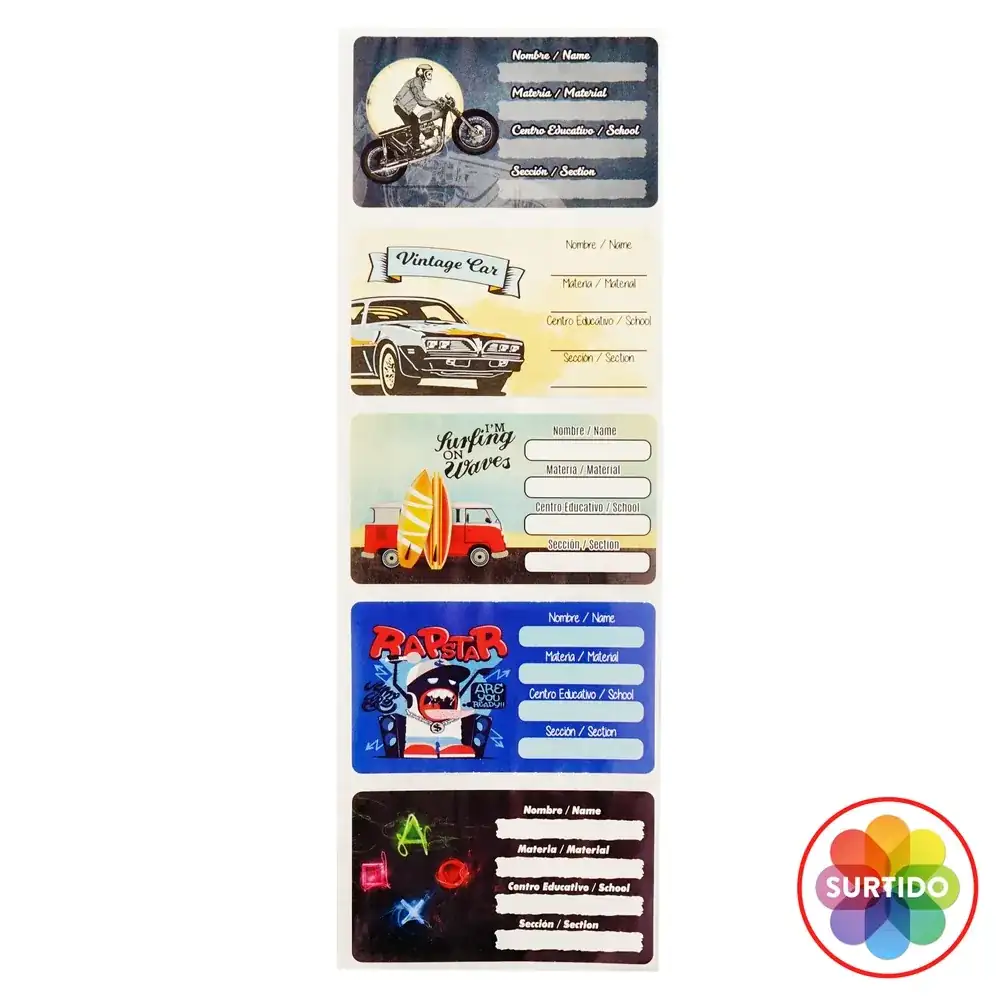 Nombre / Name
Materia / Material
Centro Educativo / School
Sección / Section
Vintage Car
Nombre / Name
Materia / Material
Centro Educativo / School
Sección / Section
I'M
Surfing
ON
Waves
Nombre / Name
Materia / Material
Centro Educativo / School
Sección / Section
RAPSTAR
ARE
YOU
READY!!
$
Nombre / Name
Materia / Material
Centro Educativo / School
Sección / Section
Nombre / Name
Materia / Material
Centro Educativo / School
Sección / Section
SURTIDO